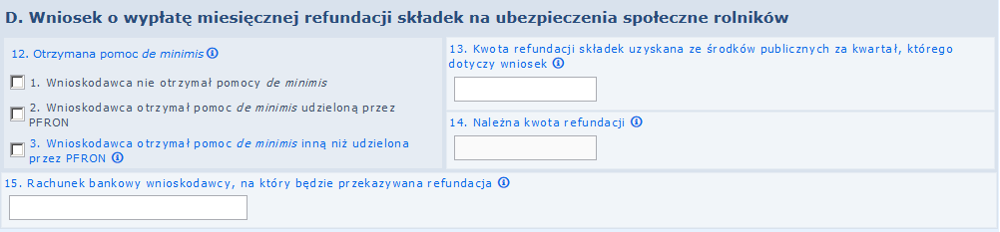 D. Wniosek o wypłatę miesięcznej refundacji składek na ubezpieczenia społeczne rolników
12. Otrzymana pomoc de minimis
1. Wnioskodawca nie otrzymał pomocy de minimis
2. Wnioskodawca otrzymał pomoc de minimis udzieloną przez
PFRON
3. Wnioskodawca otrzymał pomoc de minimis inną niż udzielona
przez PFRON
13. Kwota refundacji składek uzyskana ze środków publicznych za kwartał, którego
dotyczy wniosek
14. Należna kwota refundacji
15. Rachunek bankowy wnioskodawcy, na który będzie przekazywana refundacja